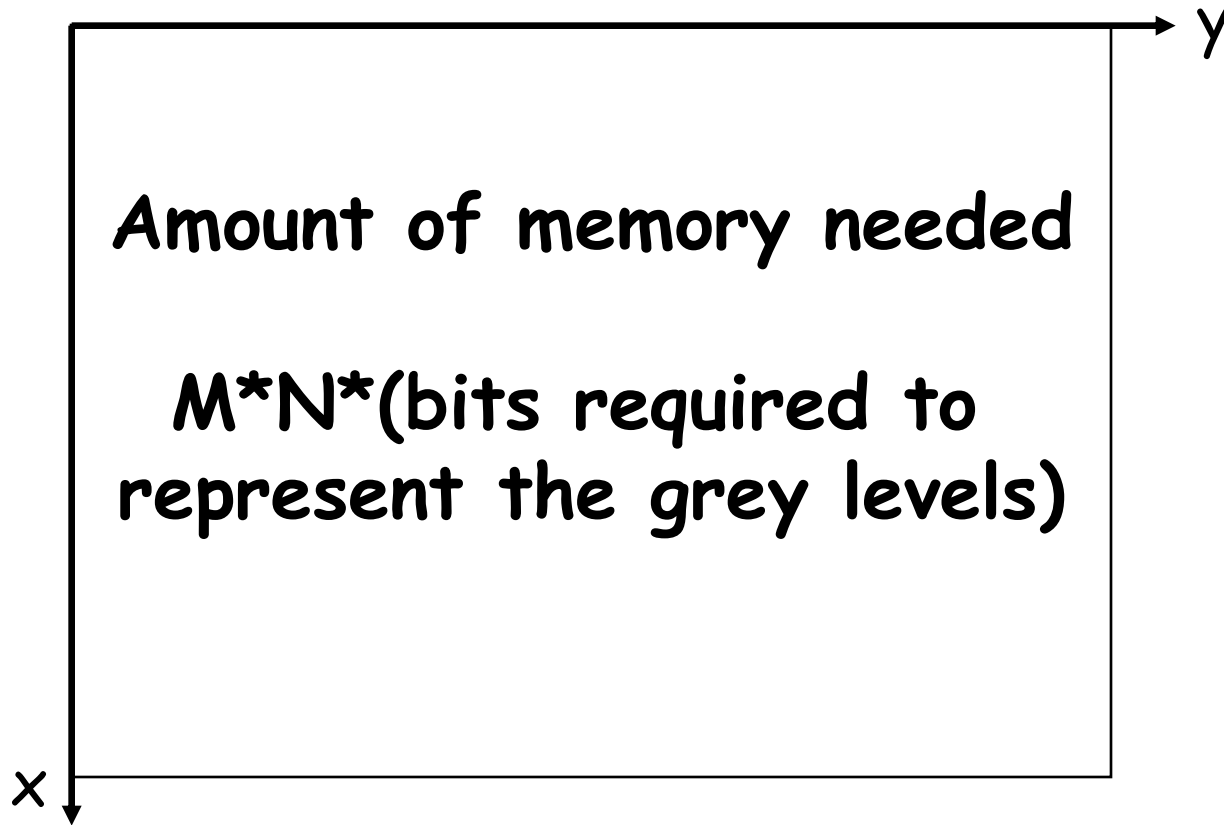 y
Amount of memory needed
M*N*(bits required to
represent the grey levels)
x